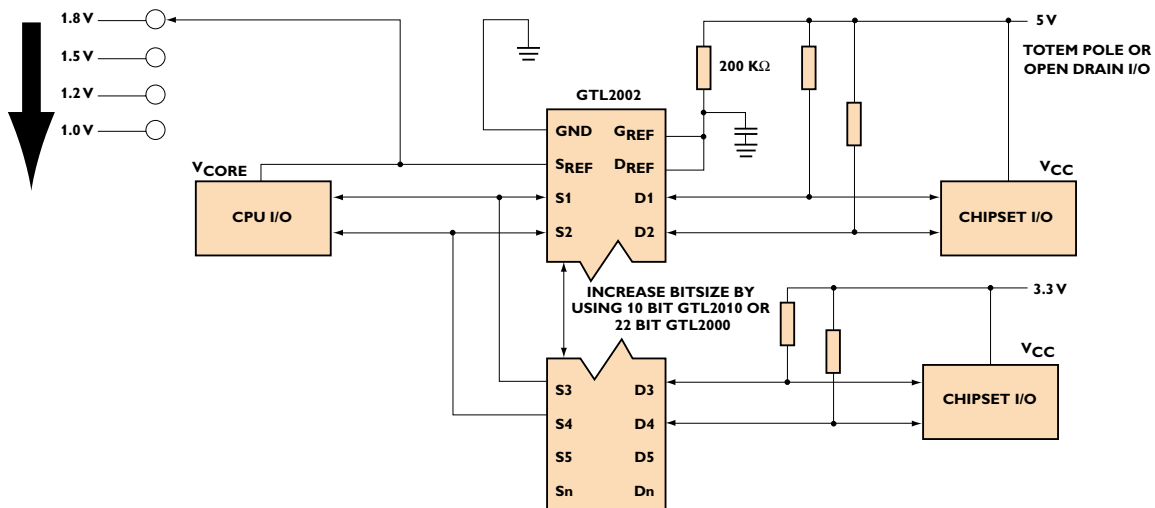 1.8 V
1.5 V
1.2 V
1.0 V
5 V
TOTEM POLE OR
OPEN DRAIN I/O
200 KΩ
GTL2002
GND
GREF
SREF
DREF
S1
D1
S2
D2
VCORE
CPU I/O
VCC
CHIPSET I/O
INCREASE BITSIZE BY
USING 10 BIT GTL2010 OR
22 BIT GTL2000
3.3 V
VCC
CHIPSET I/O
S3
D3
S4
D4
S5
D5
Sn
Dn